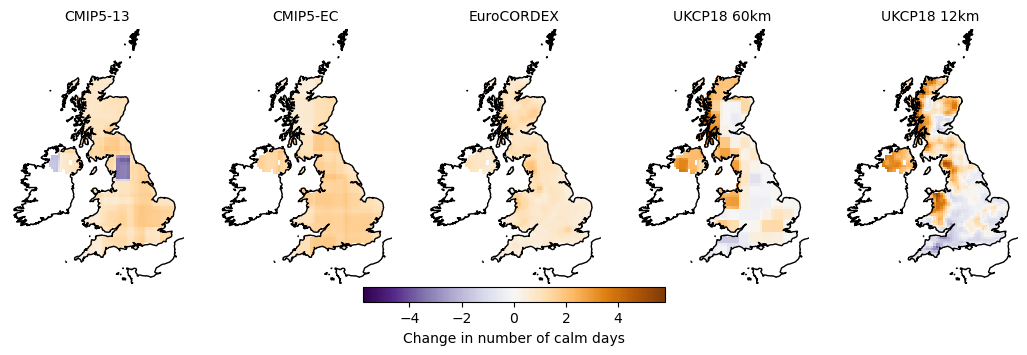 CMIP5-13 CMIP5-EC EuroCORDEX UKCP18 60km UKCP18 12km
−4 −2 0 2 4
Change in number of calm days